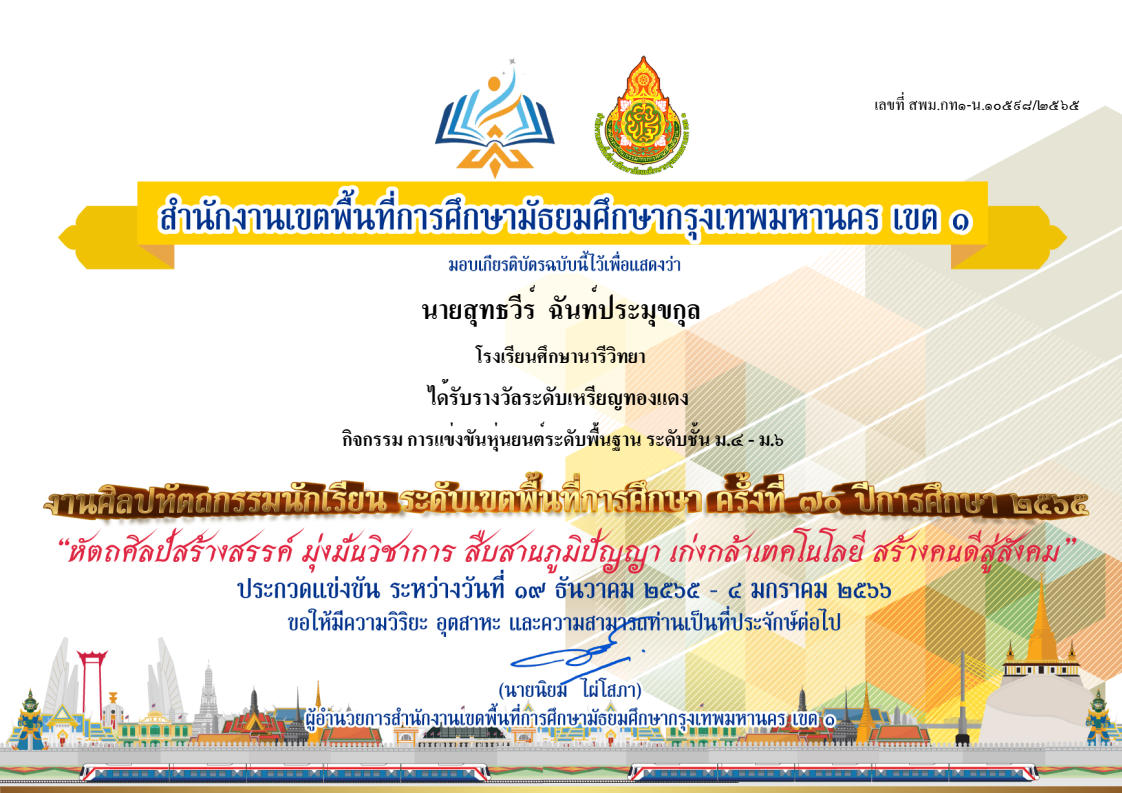 เลขที่ สพม.กท๑-น.๑๐๕๙๘/๒๕๖๕
สำนักงานเขตพื้นที่การศึกษามัธยมศึกษากรุงเทพมหานคร เขต ๑
มอบเกียรติบัตรฉบับนี้ไว้เพื่อแสดงว่า
นายสุทธวีร์ ฉันท์ประมุขกุล
โรงเรียนศึกษานารีวิทยา
ได้รับรางวัลระดับเหรียญทองแดง
กิจกรรม การแข่งขันหุ่นยนต์ระดับพื้นฐาน ระดับชั้น ม.๔ - ม.๖
งานศิลปหัตถกรรมนักเรียน ระดับเขตพื้นที่การศึกษา ครั้งที่ ๗๐ ปีการศึกษา ๒๕๖๕
“หัตถศิลป์สร้างสรรค์ มุ่งมั่นวิชาการ สืบสานภูมิปัญญา เก่งกล้าเทคโนโลยี สร้างคนดีสู่สังคม”
ประกวดแข่งขัน ระหว่างวันที่ ๑๙ ธันวาคม ๒๕๖๕ - ๔ มกราคม ๒๕๖๖
ขอให้มีความวิริยะ อุตสาหะ และความสามารถท่านเป็นที่ประจักษ์ต่อไป
(นายนิยม ไผ่โสภา)
ผู้อำนวยการสำนักงานเขตพื้นที่การศึกษามัธยมศึกษากรุงเทพมหานคร เขต ๑